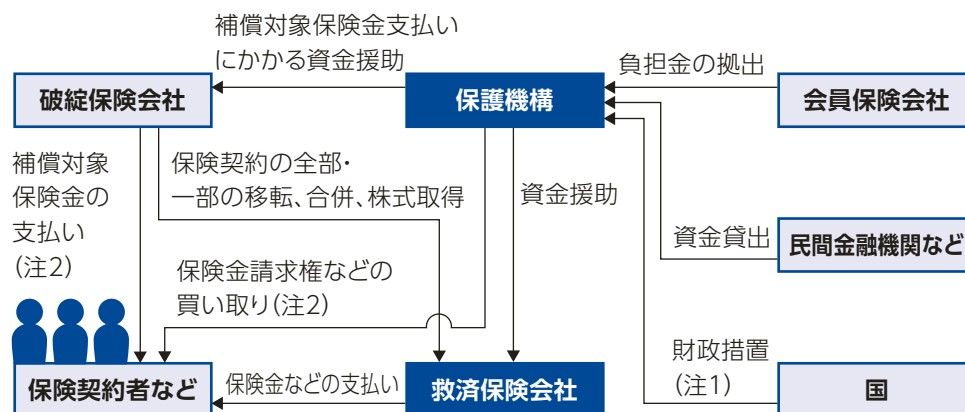 補償対象保険金支払い
にかかる資金援助
負担金の拠出
破綻保険会社
保護機構
会員保険会社
補償対象
保険金の
支払い
(注2)
保険契約の全部・
一部の移転、合併、株式取得
資金援助
資金貸出
民間金融機関など
保険金請求権などの
買い取り(注2)
財政措置
(注1)
保険契約者など
保険金などの支払い
救済保険会社
国